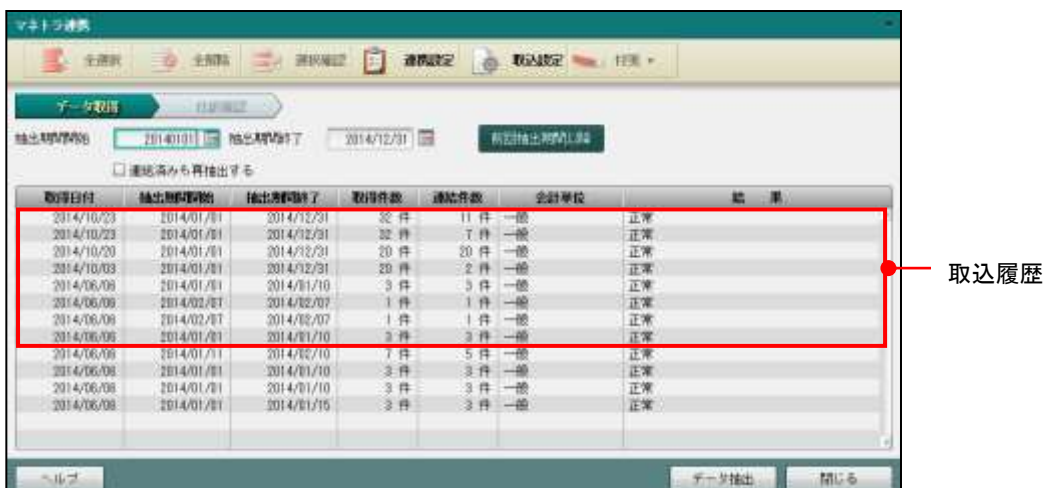 マネトラ連携
全選択 全解除 選択確認 連携設定 取込設定 付箋
データ取得 仕訳確認
抽出期間開始 20140101 抽出期間終了 2014/12/31
連結済みも再抽出する
取得日付 抽出期間開始 抽出期間終了 取得件数 連結件数 会計単位 結 果
2014/10/23 2014/01/01 2014/12/31 32 件 11 件 一般 正常
2014/10/23 2014/01/01 2014/12/31 32 件 7 件 一般 正常
2014/10/20 2014/01/01 2014/12/31 20 件 20 件 一般 正常
2014/10/03 2014/01/01 2014/12/31 20 件 2 件 一般 正常
2014/06/06 2014/01/01 2014/01/10 3 件 3 件 一般 正常
2014/06/06 2014/02/07 2014/02/07 1 件 1 件 一般 正常
2014/06/06 2014/02/07 2014/02/07 1 件 1 件 一般 正常
2014/06/06 2014/01/01 2014/01/10 3 件 3 件 一般 正常
2014/06/06 2014/01/11 2014/02/10 7 件 5 件 一般 正常
2014/06/06 2014/01/01 2014/01/10 3 件 3 件 一般 正常
2014/06/06 2014/01/01 2014/01/10 3 件 3 件 一般 正常
2014/06/06 2014/01/01 2014/01/15 3 件 3 件 一般 正常
取込履歴
ヘルプ データ抽出 閉じる